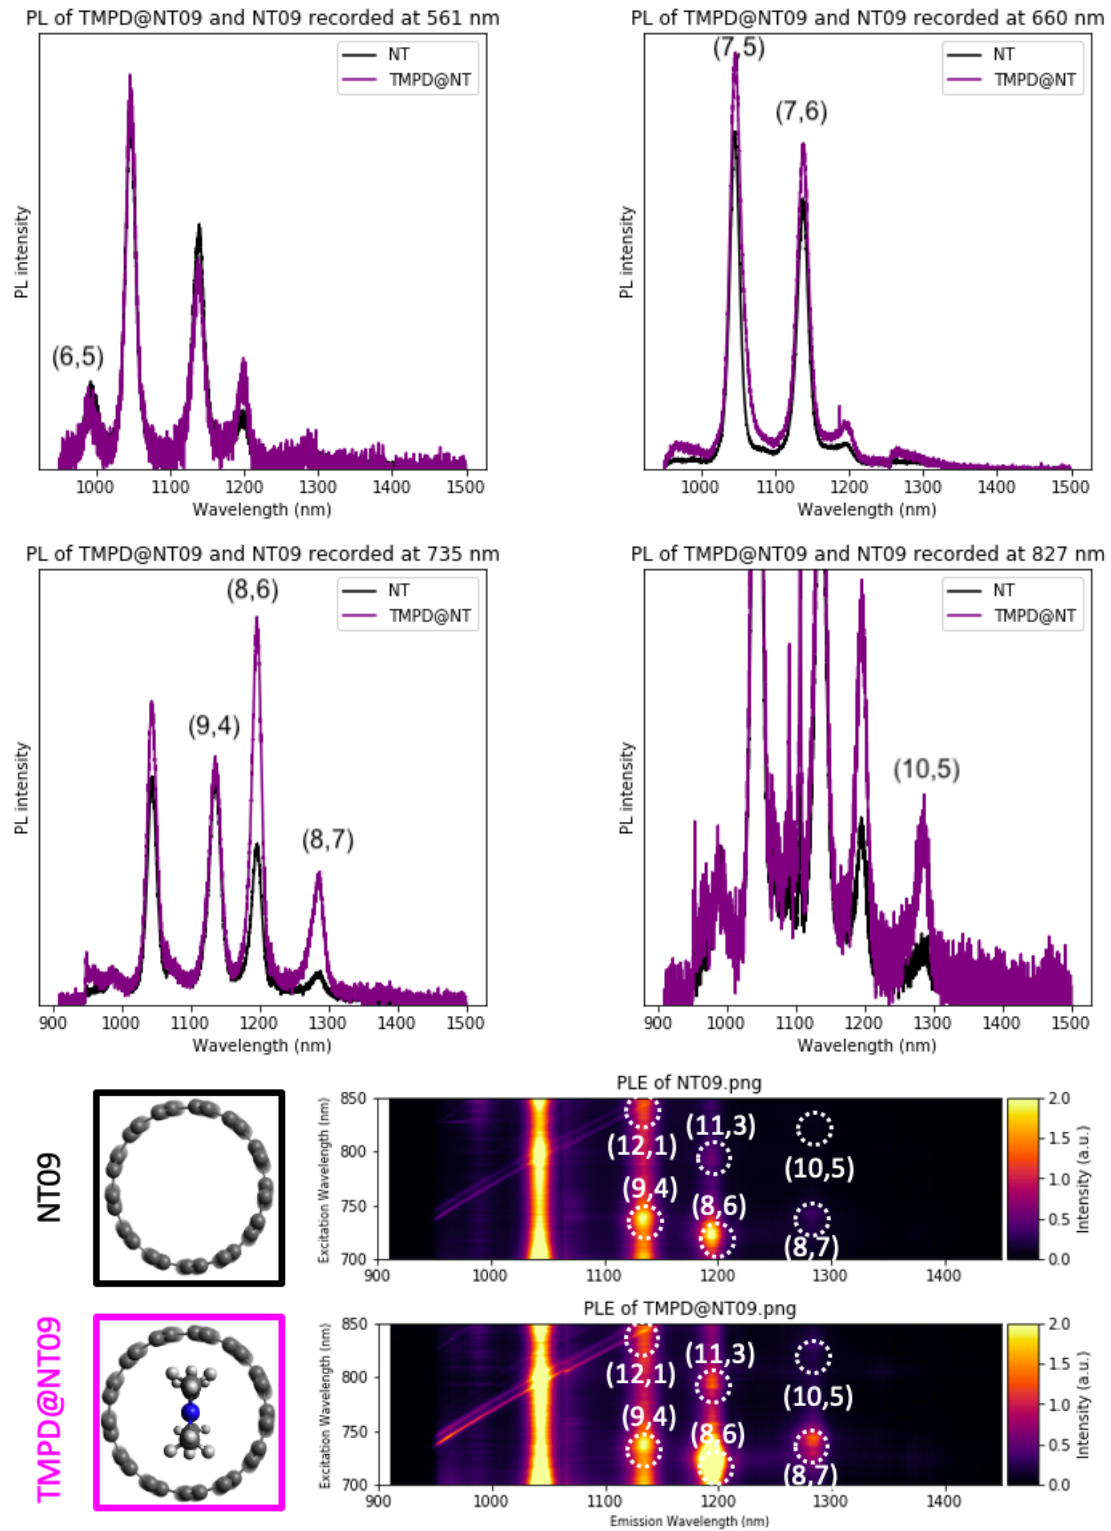 PL of TMPD@NT09 and NT09 recorded at 561 nm
PL intensity
NT
TMPD@NT
(6,5)
1000 1100 1200 1300 1400 1500
Wavelength (nm)
PL of TMPD@NT09 and NT09 recorded at 660 nm
PL intensity
NT
TMPD@NT
(7,5)
(7,6)
1000 1100 1200 1300 1400 1500
Wavelength (nm)
PL of TMPD@NT09 and NT09 recorded at 735 nm
PL intensity
NT
TMPD@NT
(8,6)
(9,4)
(8,7)
900 1000 1100 1200 1300 1400 1500
Wavelength (nm)
PL of TMPD@NT09 and NT09 recorded at 827 nm
PL intensity
NT
TMPD@NT
(10,5)
900 1000 1100 1200 1300 1400 1500
Wavelength (nm)
NT09
PLE of NT09.png
Excitation Wavelength (nm)
850
800
750
700
(11,3)
(12,1)
(10,5)
(9,4)
(8,6)
(8,7)
900 1000 1100 1200 1300 1400
2.0
1.5
1.0
0.5
0.0
Intensity (a.u.)
TMPD@NT09
PLE of TMPD@NT09.png
Excitation Wavelength (nm)
850
800
750
700
(11,3)
(12,1)
(10,5)
(9,4)
(8,6)
(8,7)
900 1000 1100 1200 1300 1400
Emission Wavelength (nm)
2.0
1.5
1.0
0.5
0.0
Intensity (a.u.)